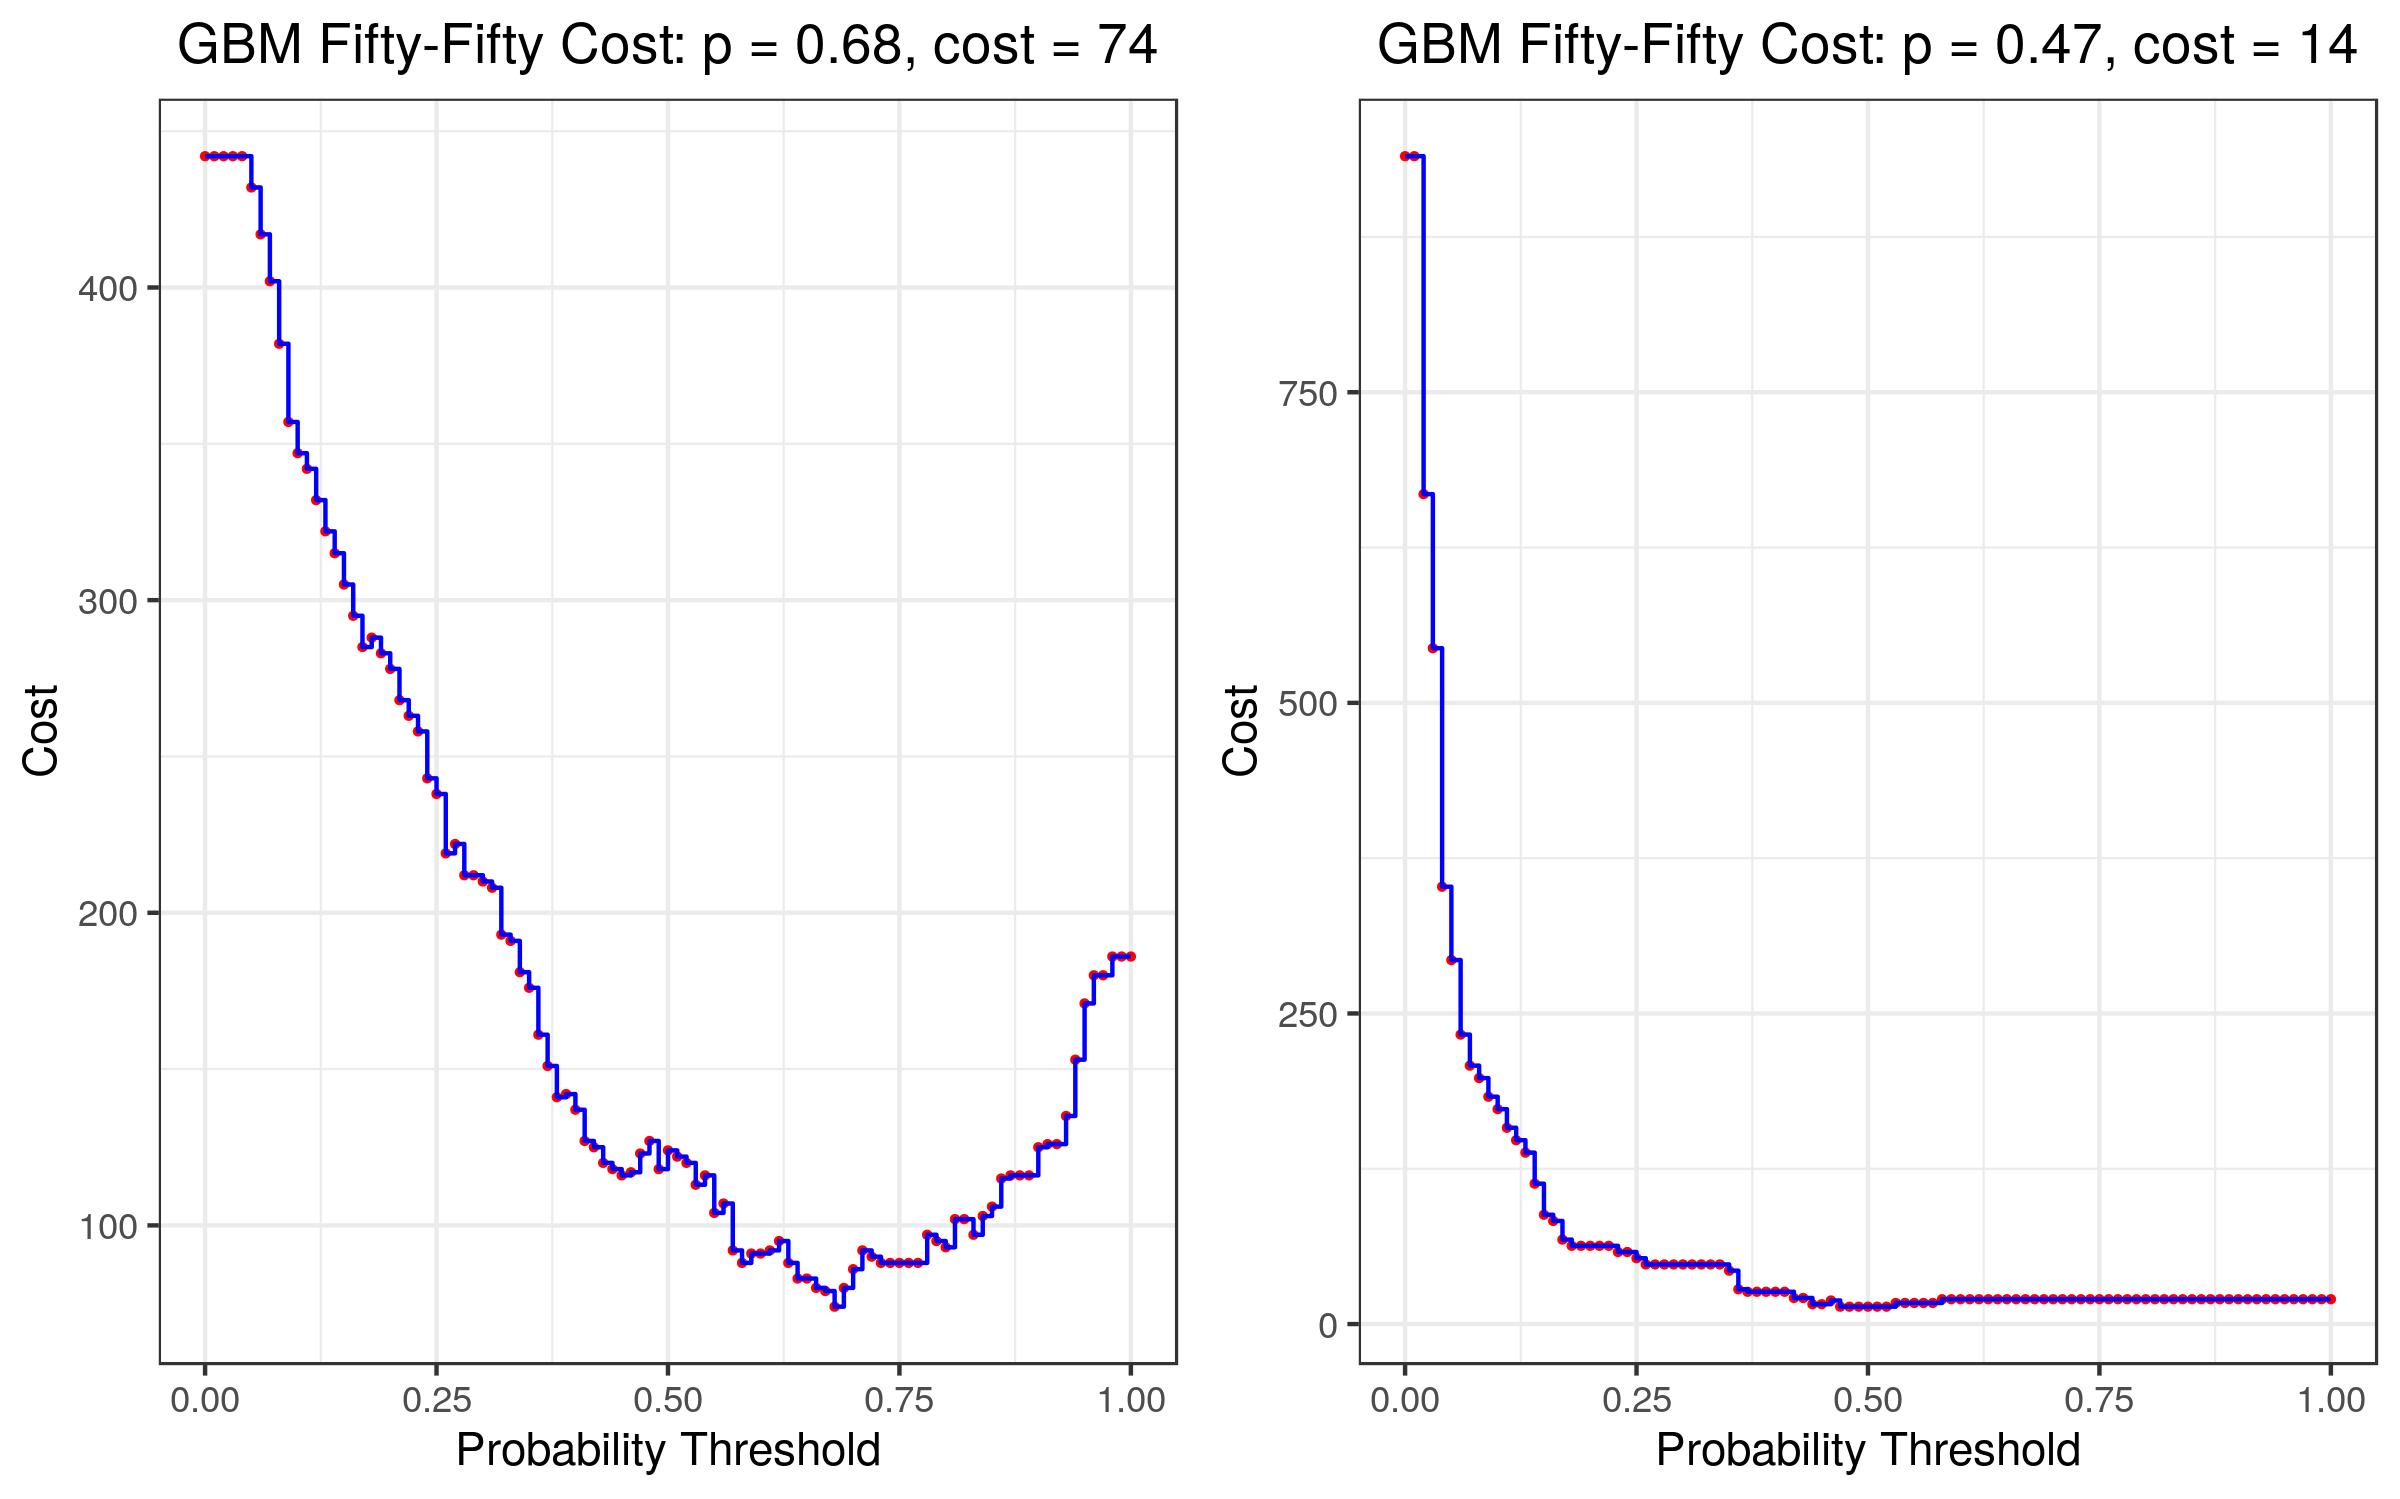 GBM Fifty-Fifty Cost: p = 0.68, cost = 74
Cost
400
300
200
100
0.00 0.25 0.50 0.75 1.00
Probability Threshold
GBM Fifty-Fifty Cost: p = 0.47, cost = 14
Cost
750
500
250
0
0.00 0.25 0.50 0.75 1.00
Probability Threshold